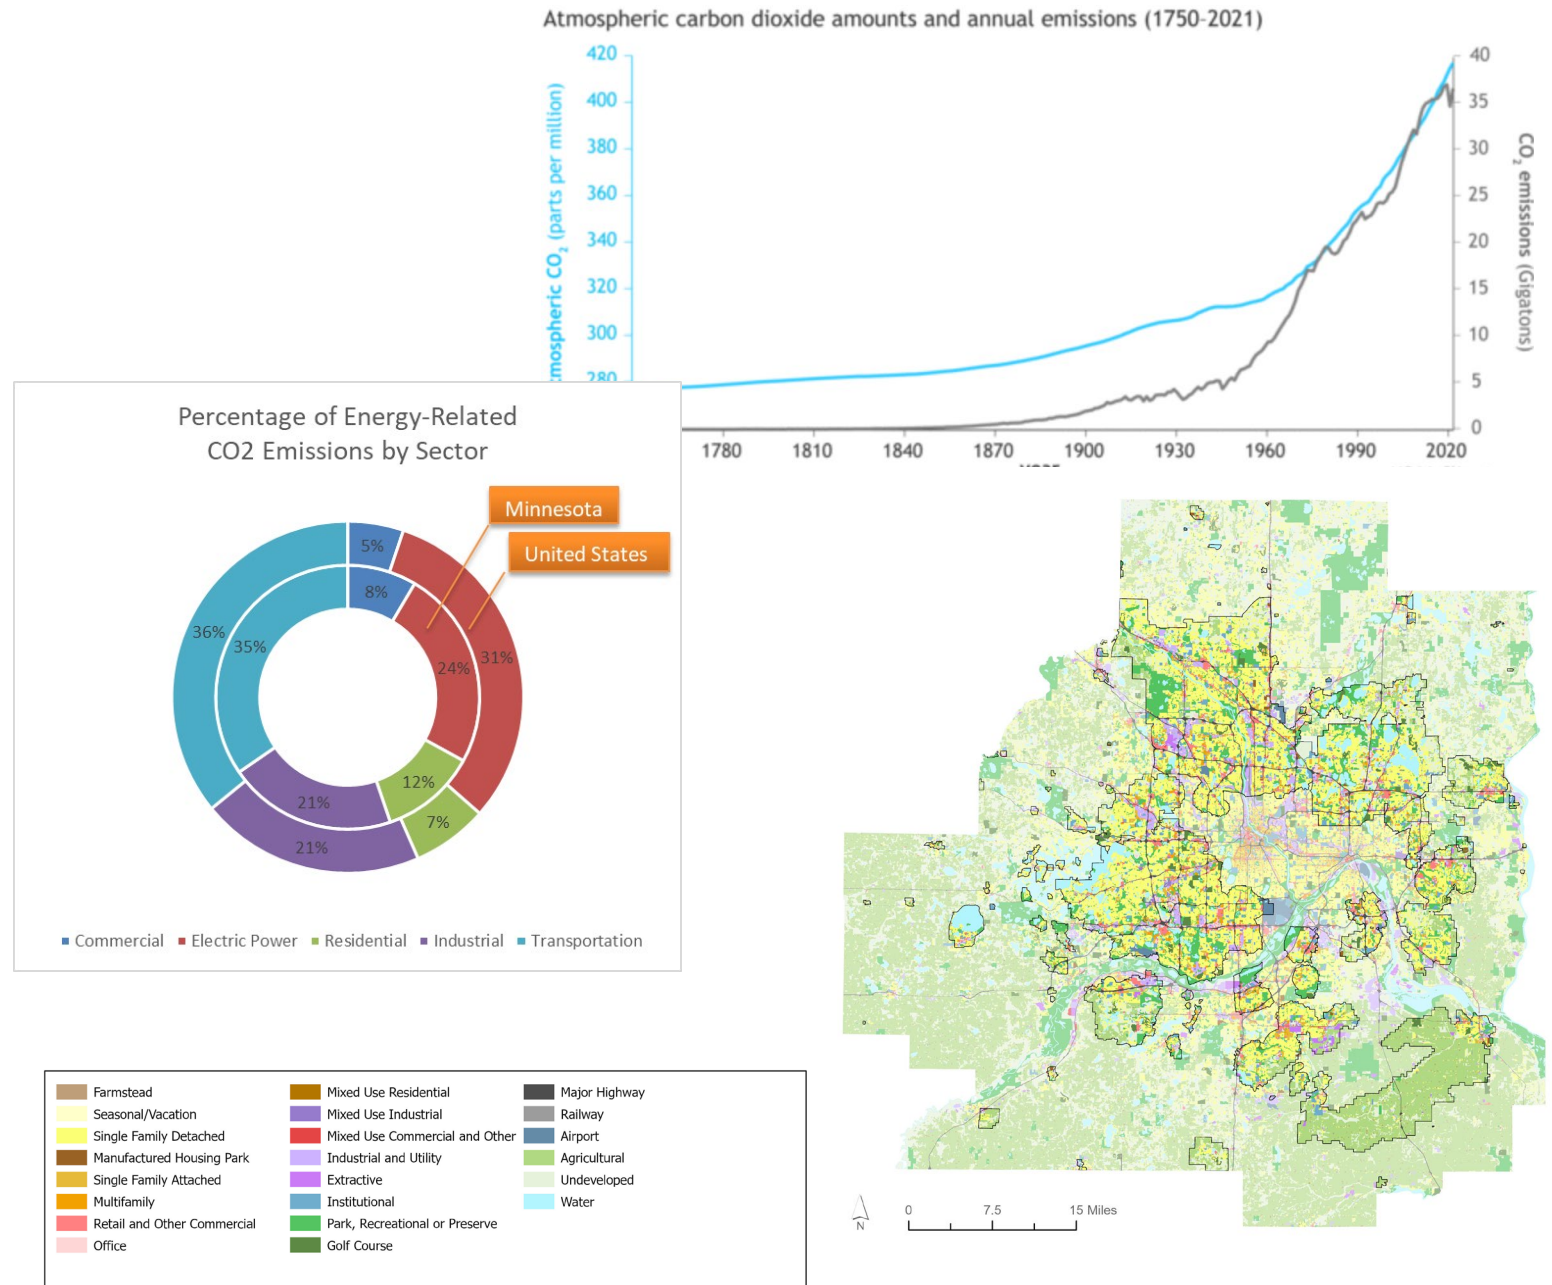 Atmospheric carbon dioxide amounts and annual emissions (1750-2021)
420
400
380
360
340
320
300
280
CO₂ (parts per million)
40
35
30
25
20
15
10
5
0
CO₂ emissions (Gigatons)
1780 1810 1840 1870 1900 1930 1960 1990 2020
Percentage of Energy-Related
CO2 Emissions by Sector
Minnesota
United States
5%
8%
36%
35%
31%
24%
12%
7%
21%
21%
Commercial Electric Power Residential Industrial Transportation
Farmstead
Seasonal/Vacation
Single Family Detached
Manufactured Housing Park
Single Family Attached
Multifamily
Retail and Other Commercial
Office
Mixed Use Residential
Mixed Use Industrial
Mixed Use Commercial and Other
Industrial and Utility
Extractive
Institutional
Park, Recreational or Preserve
Golf Course
Major Highway
Railway
Airport
Agricultural
Undeveloped
Water
N
0 7.5 15 Miles